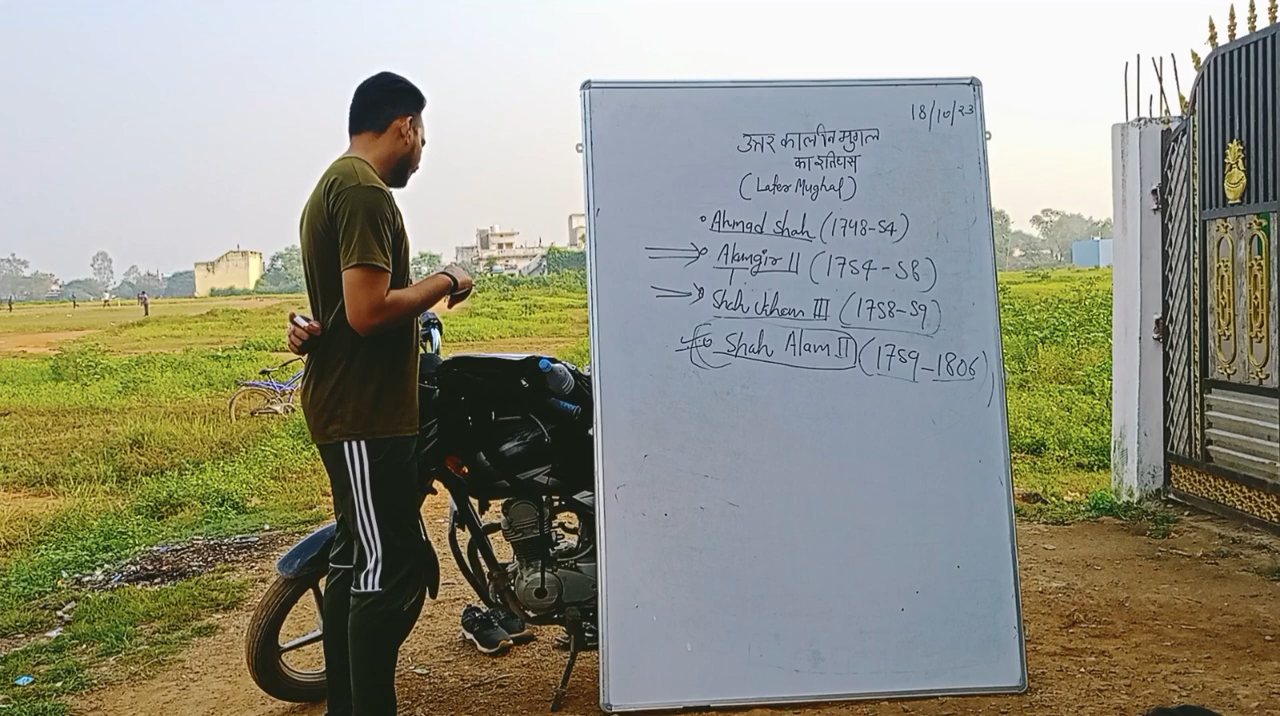 18/10/23
उत्तर कालीन मुगल
का इतिहास
(Later Mughal)
• Ahmad Shah (1748-54)
→ Alamgir II (1754-58)
→ Shah Jahan III (1758-59)
Shah Alam II (1759-1806)